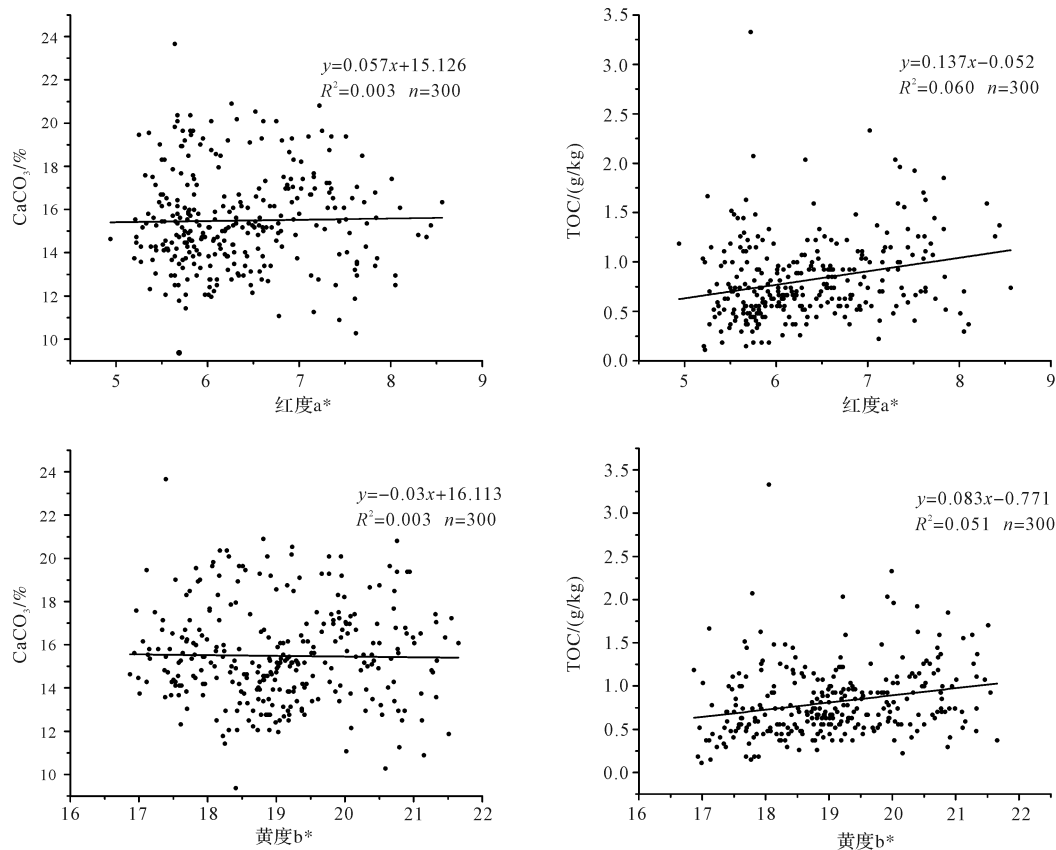 24
22
20
18
16
14
12
10
CaCO₃/%
y=0.057x+15.126
R²=0.003 n=300
5 6 7 8 9
红度a*
3.5
3.0
2.5
2.0
1.5
1.0
0.5
0.0
TOC/(g/kg)
y=0.137x−0.052
R²=0.060 n=300
5 6 7 8 9
红度a*
24
22
20
18
16
14
12
10
CaCO₃/%
y=−0.03x+16.113
R²=0.003 n=300
16 17 18 19 20 21 22
黄度b*
3.5
3.0
2.5
2.0
1.5
1.0
0.5
0.0
TOC/(g/kg)
y=0.083x−0.771
R²=0.051 n=300
16 17 18 19 20 21 22
黄度b*